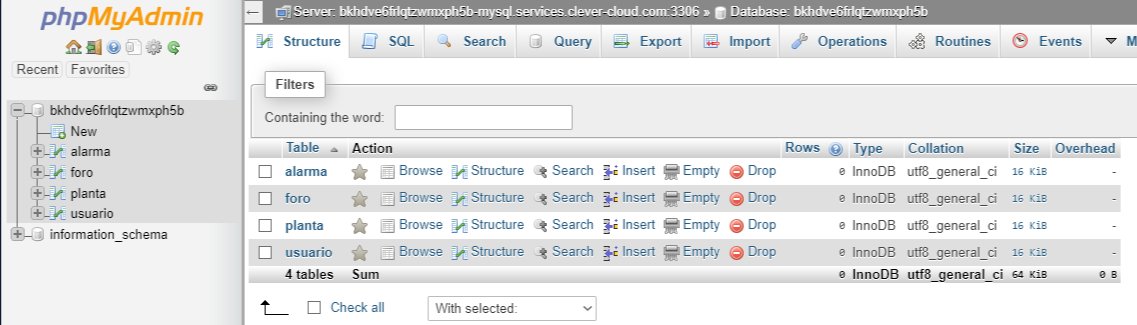 phpMyAdmin
Recent Favorites
bkhdve6frlqtzwmxph5b
New
alarma
foro
planta
usuario
information_schema
Server: bkhdve6frlqtzwmxph5b-mysql.services.clever-cloud.com:3306 » Database: bkhdve6frlqtzwmxph5b
Structure SQL Search Query Export Import Operations Routines Events M
Filters
Containing the word:
Table Action Rows Type Collation Size Overhead
alarma Browse Structure Search Insert Empty Drop 0 InnoDB utf8_general_ci 16 KiB -
foro Browse Structure Search Insert Empty Drop 0 InnoDB utf8_general_ci 16 KiB -
planta Browse Structure Search Insert Empty Drop 0 InnoDB utf8_general_ci 16 KiB -
usuario Browse Structure Search Insert Empty Drop 0 InnoDB utf8_general_ci 16 KiB -
4 tables Sum 0 InnoDB utf8_general_ci 64 KiB 0 B
Check all With selected: